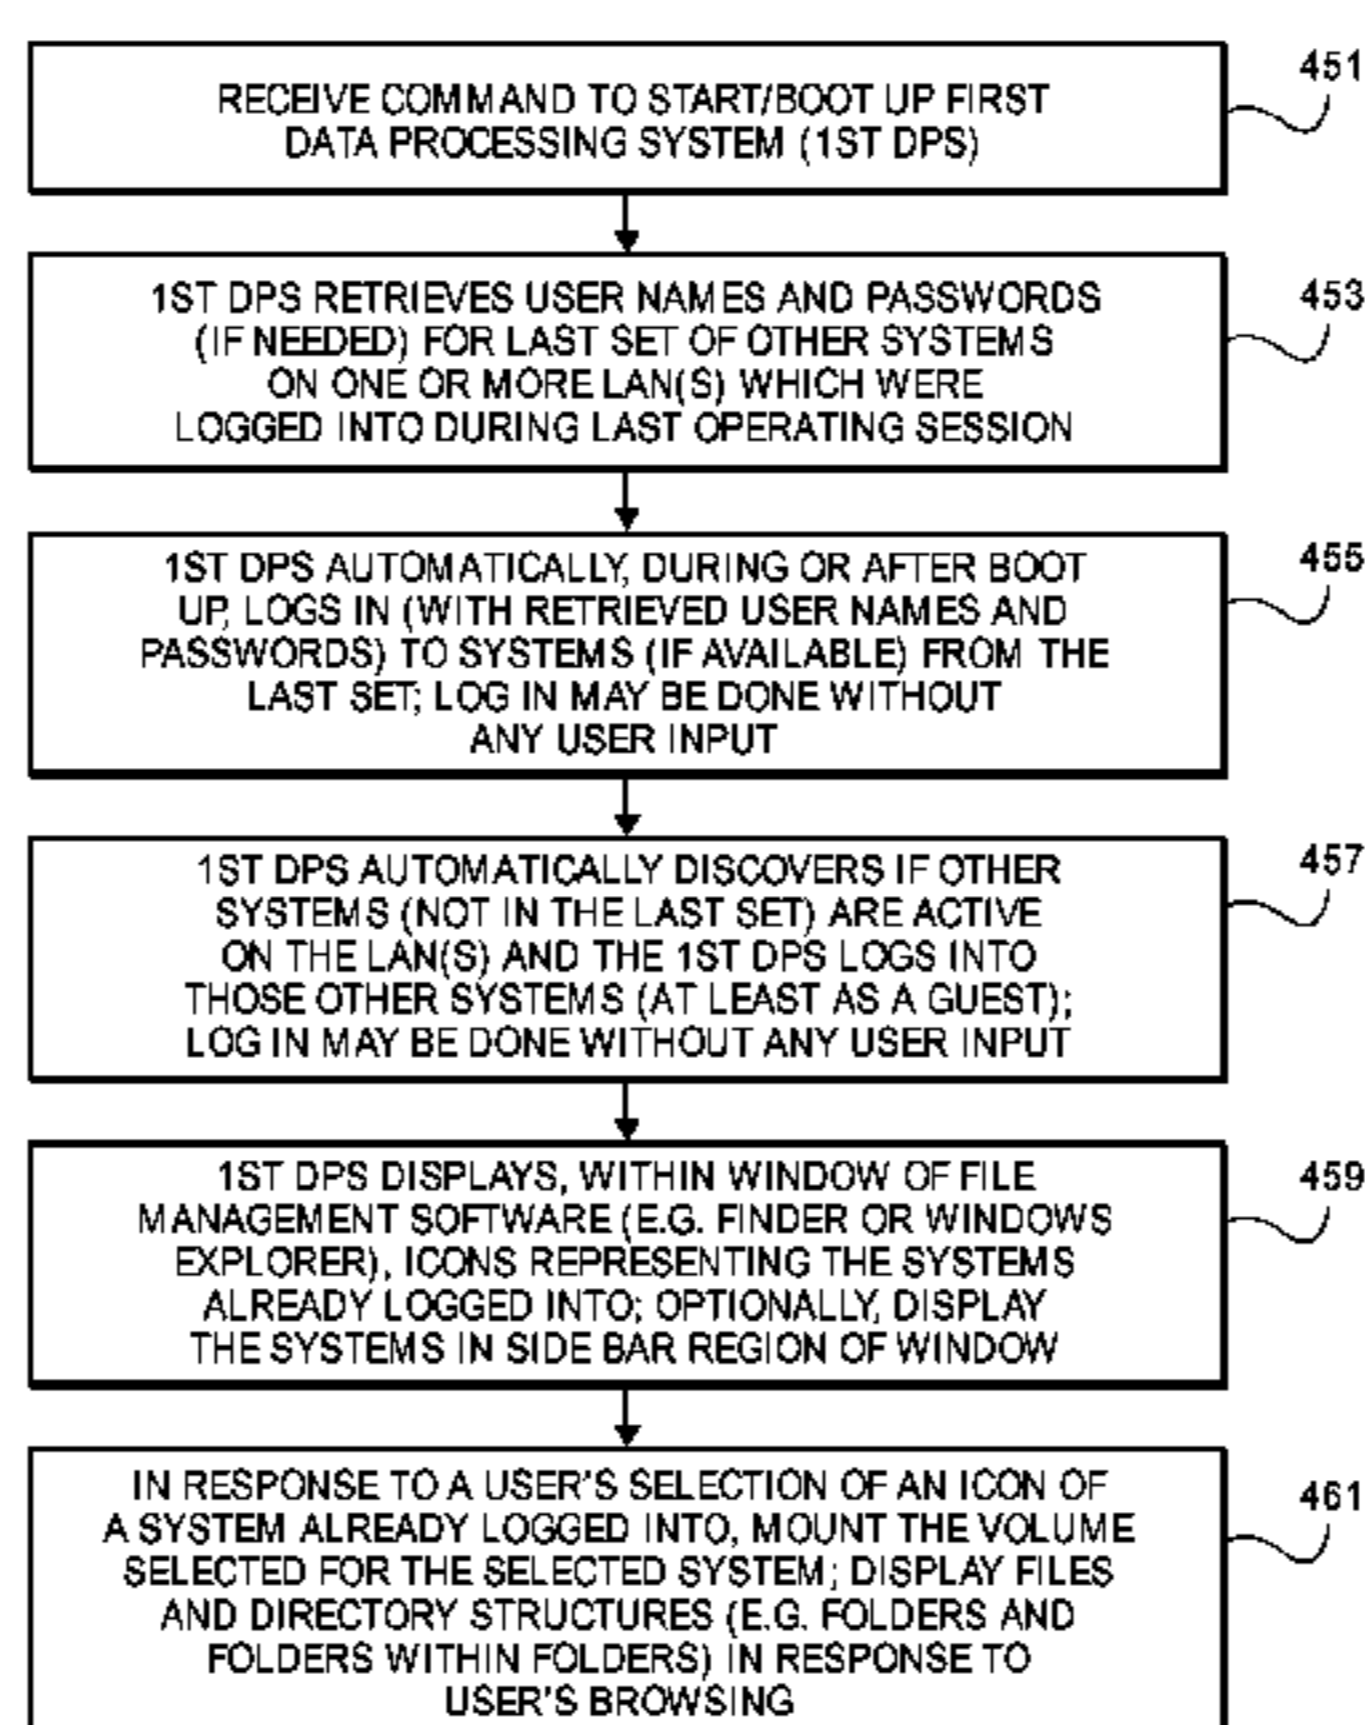 RECEIVE COMMAND TO START/BOOT UP FIRST
DATA PROCESSING SYSTEM (1ST DPS)
451
1ST DPS RETRIEVES USER NAMES AND PASSWORDS
(IF NEEDED) FOR LAST SET OF OTHER SYSTEMS
ON ONE OR MORE LAN(S) WHICH WERE
LOGGED INTO DURING LAST OPERATING SESSION
453
1ST DPS AUTOMATICALLY, DURING OR AFTER BOOT
UP, LOGS IN (WITH RETRIEVED USER NAMES AND
PASSWORDS) TO SYSTEMS (IF AVAILABLE) FROM THE
LAST SET; LOG IN MAY BE DONE WITHOUT
ANY USER INPUT
455
1ST DPS AUTOMATICALLY DISCOVERS IF OTHER
SYSTEMS (NOT IN THE LAST SET) ARE ACTIVE
ON THE LAN(S) AND THE 1ST DPS LOGS INTO
THOSE OTHER SYSTEMS (AT LEAST AS A GUEST);
LOG IN MAY BE DONE WITHOUT ANY USER INPUT
457
1ST DPS DISPLAYS, WITHIN WINDOW OF FILE
MANAGEMENT SOFTWARE (E.G. FINDER OR WINDOWS
EXPLORER), ICONS REPRESENTING THE SYSTEMS
ALREADY LOGGED INTO; OPTIONALLY, DISPLAY
THE SYSTEMS IN SIDE BAR REGION OF WINDOW
459
IN RESPONSE TO A USER'S SELECTION OF AN ICON OF
A SYSTEM ALREADY LOGGED INTO, MOUNT THE VOLUME
SELECTED FOR THE SELECTED SYSTEM; DISPLAY FILES
AND DIRECTORY STRUCTURES (E.G. FOLDERS AND
FOLDERS WITHIN FOLDERS) IN RESPONSE TO
USER'S BROWSING
461